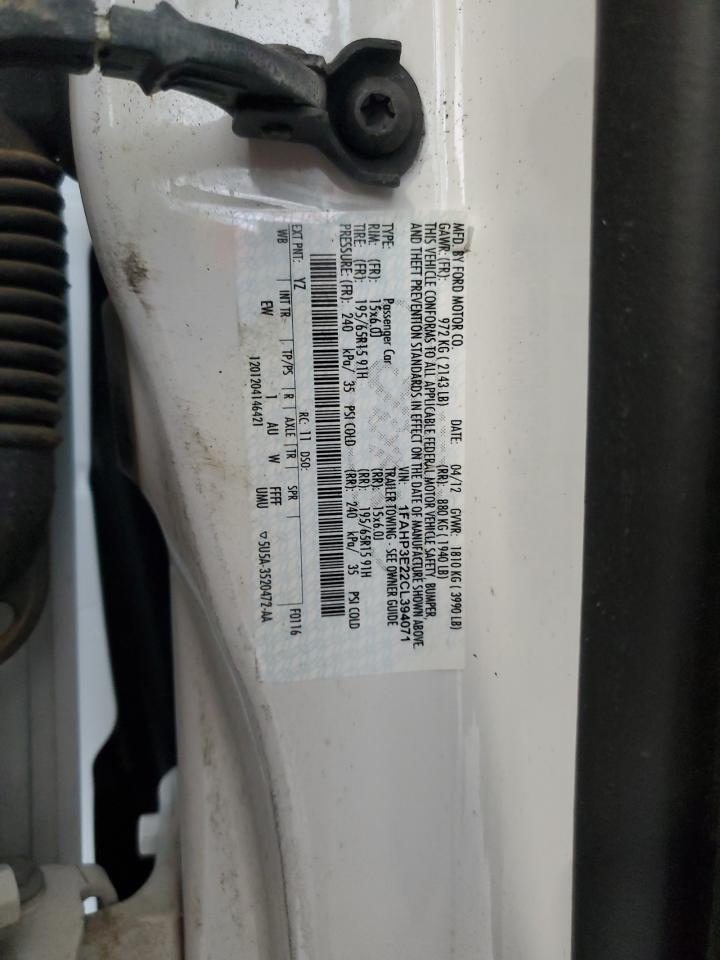 MFD. BY FORD MOTOR CO. DATE: 04/12 GVWR: 1810 KG ( 3990 LB)
GAWR: (FR): 972 KG ( 2143 LB) (RR): 880 KG ( 1940 LB)
THIS VEHICLE CONFORMS TO ALL APPLICABLE FEDERAL MOTOR VEHICLE SAFETY, BUMPER,
AND THEFT PREVENTION STANDARDS IN EFFECT ON THE DATE OF MANUFACTURE SHOWN ABOVE.
VIN: 1FAHP3E22CL394071
TYPE: Passenger Car TRAILER TOWING - SEE OWNER GUIDE
RIM: (FR): 15x6.0J (RR): 15x6.0J
TIRE: (FR): 195/65R15 91H (RR): 195/65R15 91H
PRESSURE: (FR): 240 kPa/ 35 PSI COLD (RR): 240 kPa/ 35 PSI COLD
RC: 11 DSO:
EXT PNT: YZ F0116
WB INT TR TP/PS R AXLE TR SPR
EW 1 AU W FFFF UMU
1201204146421 ▽5U5A-3520472-AA